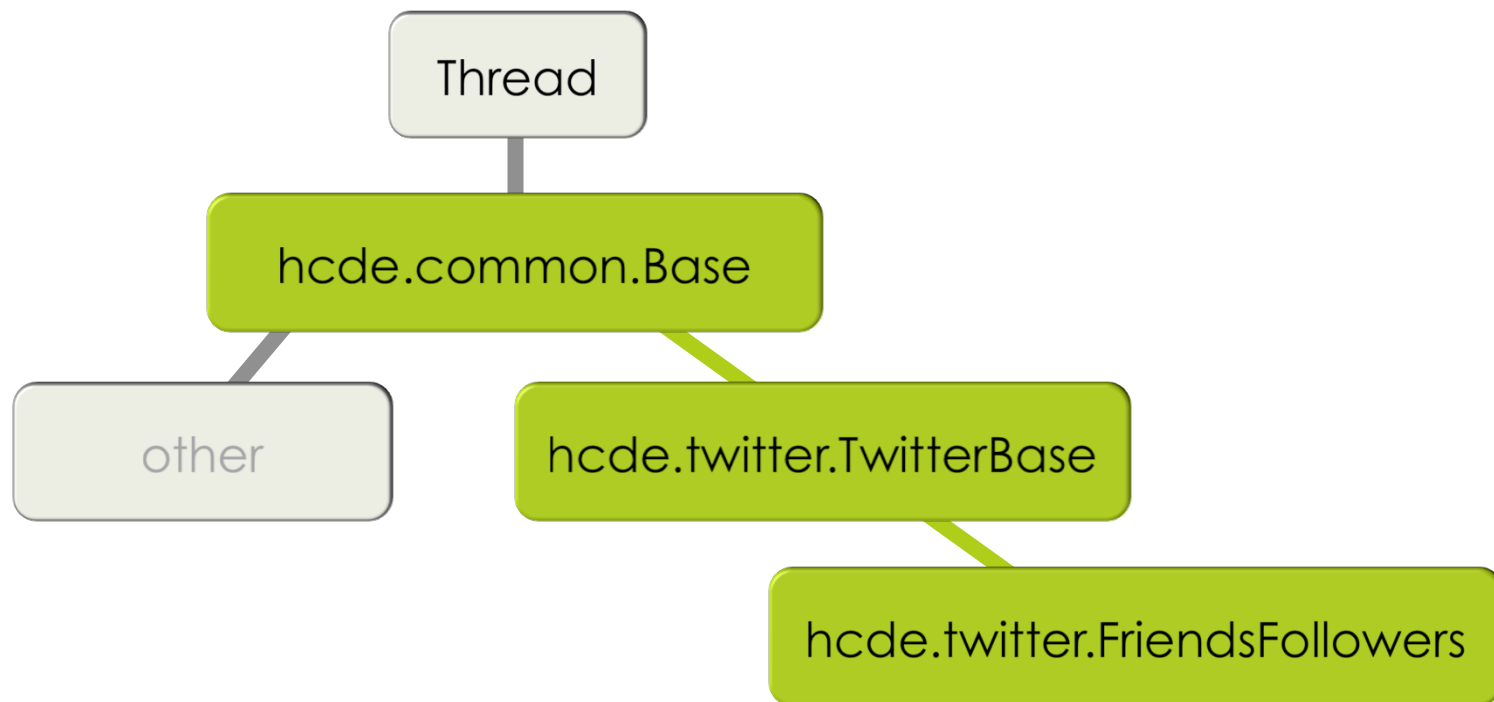 Thread
hcde.common.Base
other
hcde.twitter.TwitterBase
hcde.twitter.FriendsFollowers